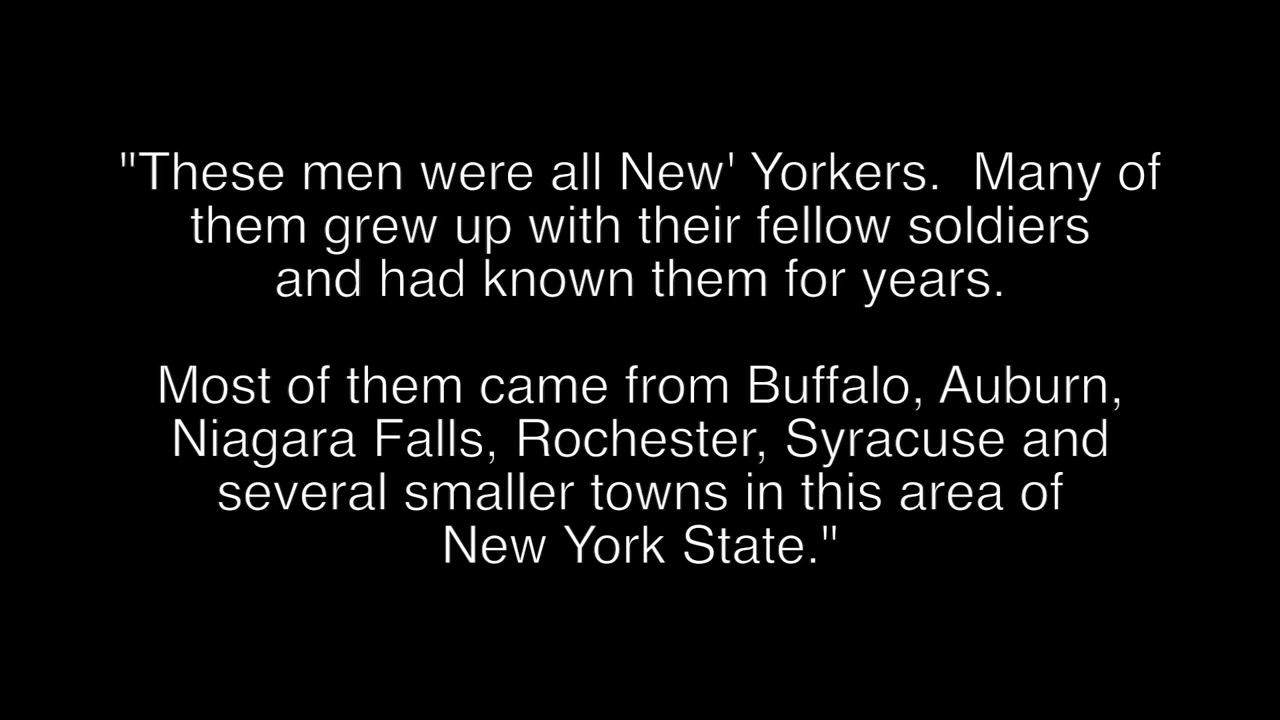 "These men were all New' Yorkers.  Many of
them grew up with their fellow soldiers
and had known them for years.
Most of them came from Buffalo, Auburn,
Niagara Falls, Rochester, Syracuse and
several smaller towns in this area of
New York State."